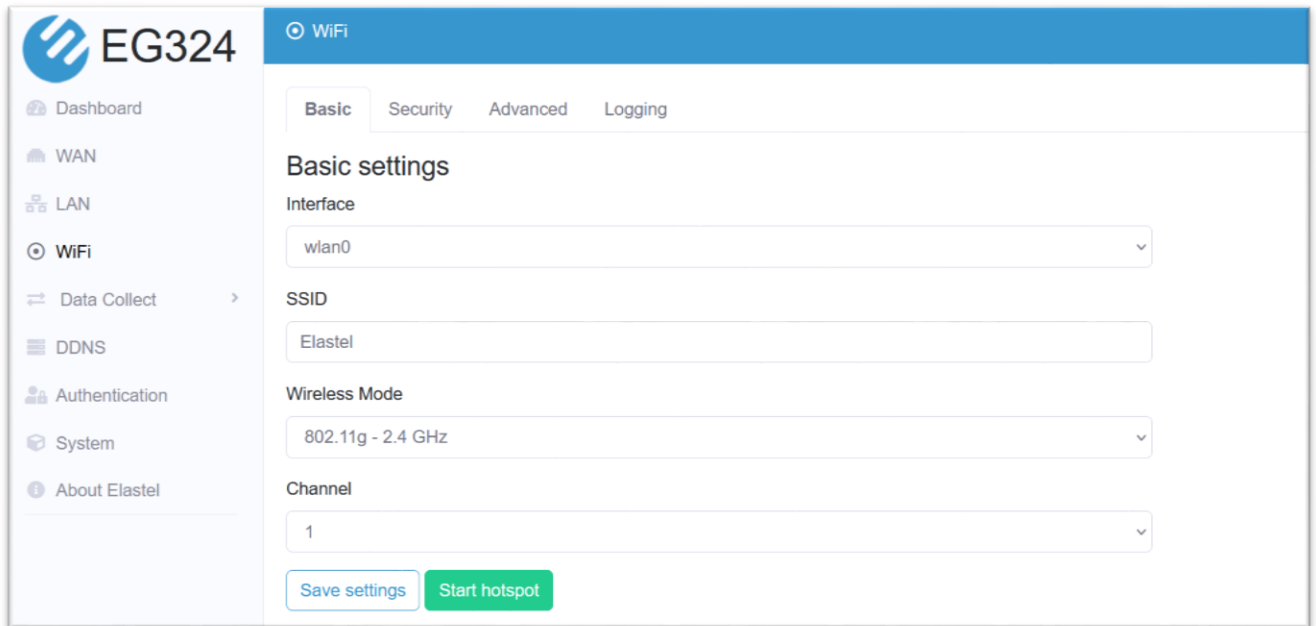 EG324
Dashboard
WAN
LAN
WiFi
Data Collect
DDNS
Authentication
System
About Elastel
WiFi
Basic Security Advanced Logging
Basic settings
Interface
wlan0
SSID
Elastel
Wireless Mode
802.11g - 2.4 GHz
Channel
1
Save settings Start hotspot